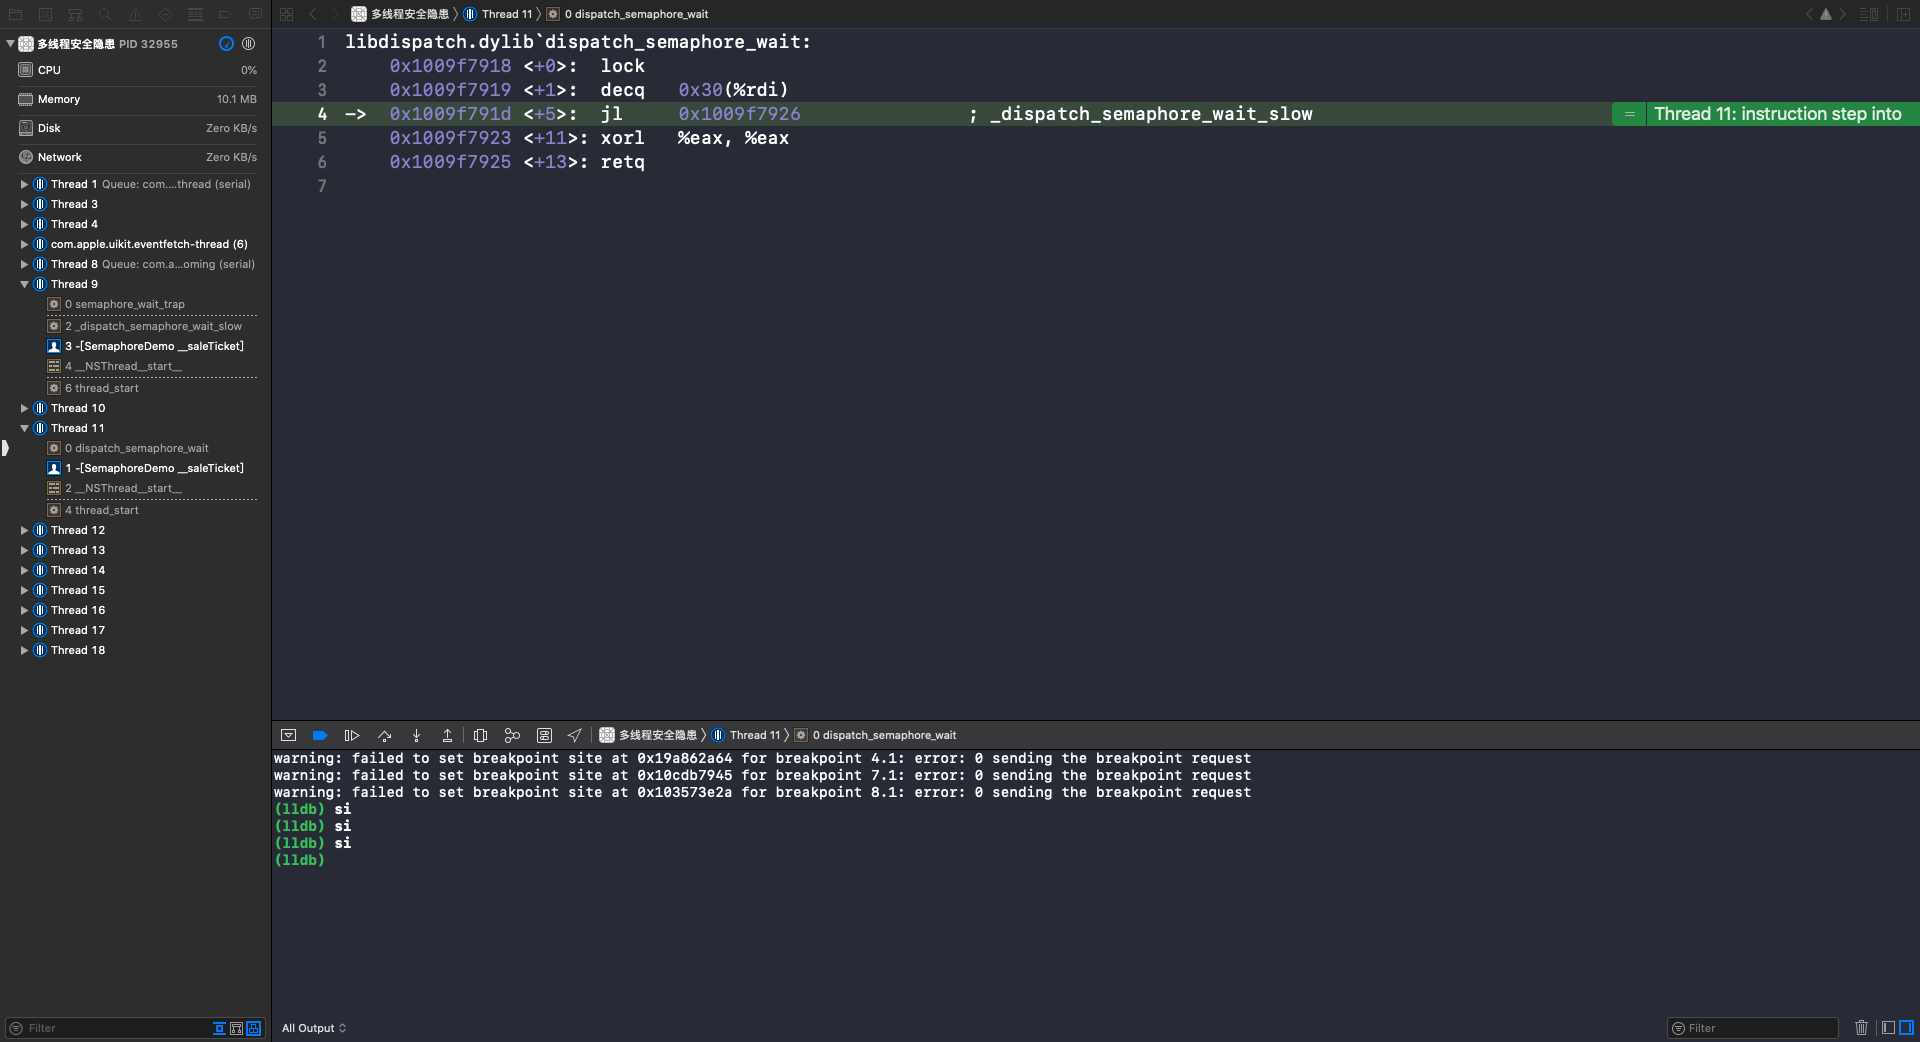 多线程安全隐患 PID 32955
CPU 0%
Memory 10.1 MB
Disk Zero KB/s
Network Zero KB/s
Thread 1 Queue: com....thread (serial)
Thread 3
Thread 4
com.apple.uikit.eventfetch-thread (6)
Thread 8 Queue: com.a...oming (serial)
Thread 9
0 semaphore_wait_trap
2 _dispatch_semaphore_wait_slow
3 -[SemaphoreDemo __saleTicket]
4 __NSThread__start__
6 thread_start
Thread 10
Thread 11
0 dispatch_semaphore_wait
1 -[SemaphoreDemo __saleTicket]
2 __NSThread__start__
4 thread_start
Thread 12
Thread 13
Thread 14
Thread 15
Thread 16
Thread 17
Thread 18
Filter
多线程安全隐患 〉 Thread 11 〉 0 dispatch_semaphore_wait
1 libdispatch.dylib`dispatch_semaphore_wait:
2 0x1009f7918 <+0>: lock
3 0x1009f7919 <+1>: decq 0x30(%rdi)
4 -> 0x1009f791d <+5>: jl 0x1009f7926 ; _dispatch_semaphore_wait_slow = Thread 11: instruction step into
5 0x1009f7923 <+11>: xorl %eax, %eax
6 0x1009f7925 <+13>: retq
7
多线程安全隐患 〉 Thread 11 〉 0 dispatch_semaphore_wait
warning: failed to set breakpoint site at 0x19a862a64 for breakpoint 4.1: error: 0 sending the breakpoint request
warning: failed to set breakpoint site at 0x10cdb7945 for breakpoint 7.1: error: 0 sending the breakpoint request
warning: failed to set breakpoint site at 0x103573e2a for breakpoint 8.1: error: 0 sending the breakpoint request
(lldb) si
(lldb) si
(lldb) si
(lldb)
All Output
Filter